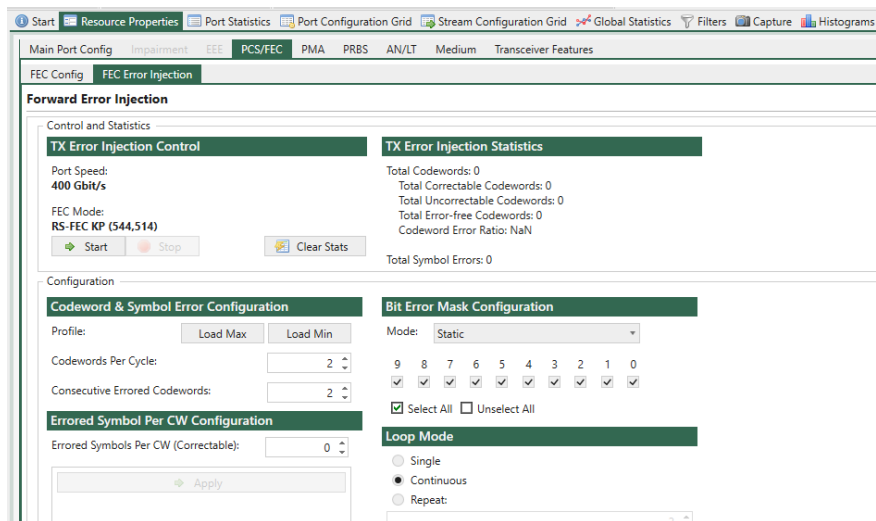 Start Resource Properties Port Statistics Port Configuration Grid Stream Configuration Grid Global Statistics Filters Capture Histograms
Main Port Config Impairment EEE PCS/FEC PMA PRBS AN/LT Medium Transceiver Features
FEC Config FEC Error Injection
Forward Error Injection
Control and Statistics
TX Error Injection Control
Port Speed:
400 Gbit/s
FEC Mode:
RS-FEC KP (544,514)
Start Stop Clear Stats
TX Error Injection Statistics
Total Codewords: 0
Total Correctable Codewords: 0
Total Uncorrectable Codewords: 0
Total Error-free Codewords: 0
Codeword Error Ratio: NaN
Total Symbol Errors: 0
Configuration
Codeword & Symbol Error Configuration
Profile: Load Max Load Min
Codewords Per Cycle: 2
Consecutive Errored Codewords: 2
Errored Symbol Per CW Configuration
Errored Symbols Per CW (Correctable): 0
Apply
Bit Error Mask Configuration
Mode: Static
9 8 7 6 5 4 3 2 1 0
Select All Unselect All
Loop Mode
Single
Continuous
Repeat: